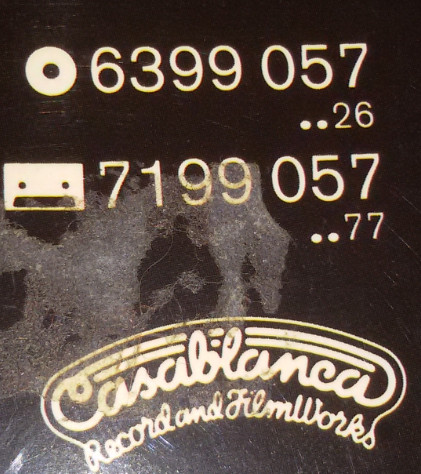 6399 057
..26
7199 057
..77
Casablanca
Record and FilmWorks